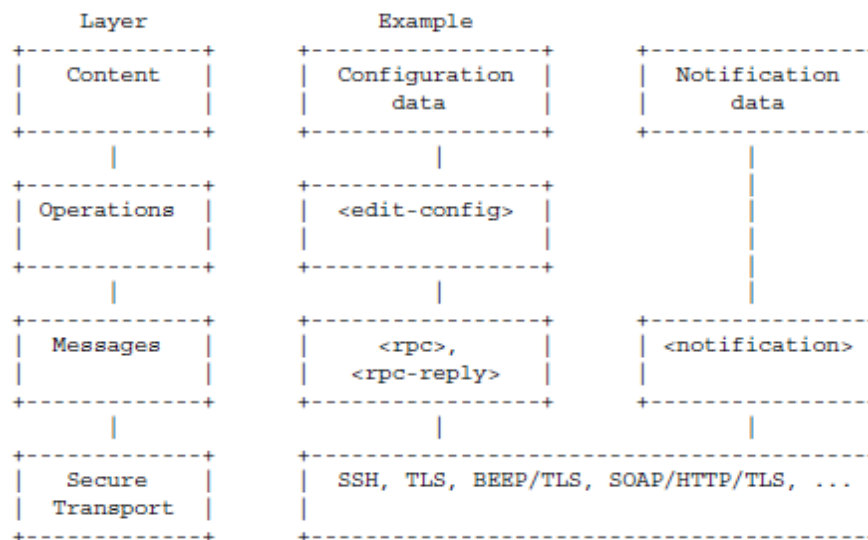 Layer Example
Content Configuration Notification
data data
Operations <edit-config>
Messages <rpc>, <notification>
<rpc-reply>
Secure SSH, TLS, BEEP/TLS, SOAP/HTTP/TLS, ...
Transport